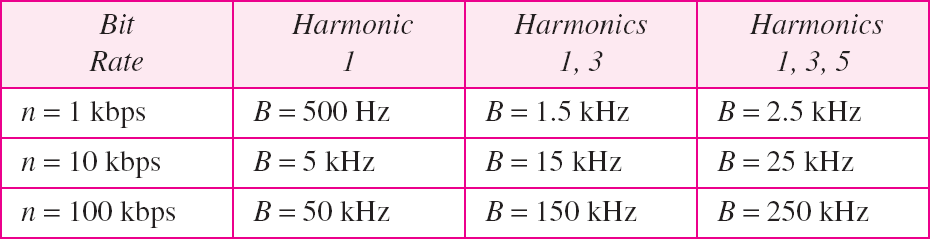 Bit Rate Harmonic 1 Harmonics 1, 3 Harmonics 1, 3, 5
n = 1 kbps B = 500 Hz B = 1.5 kHz B = 2.5 kHz
n = 10 kbps B = 5 kHz B = 15 kHz B = 25 kHz
n = 100 kbps B = 50 kHz B = 150 kHz B = 250 kHz